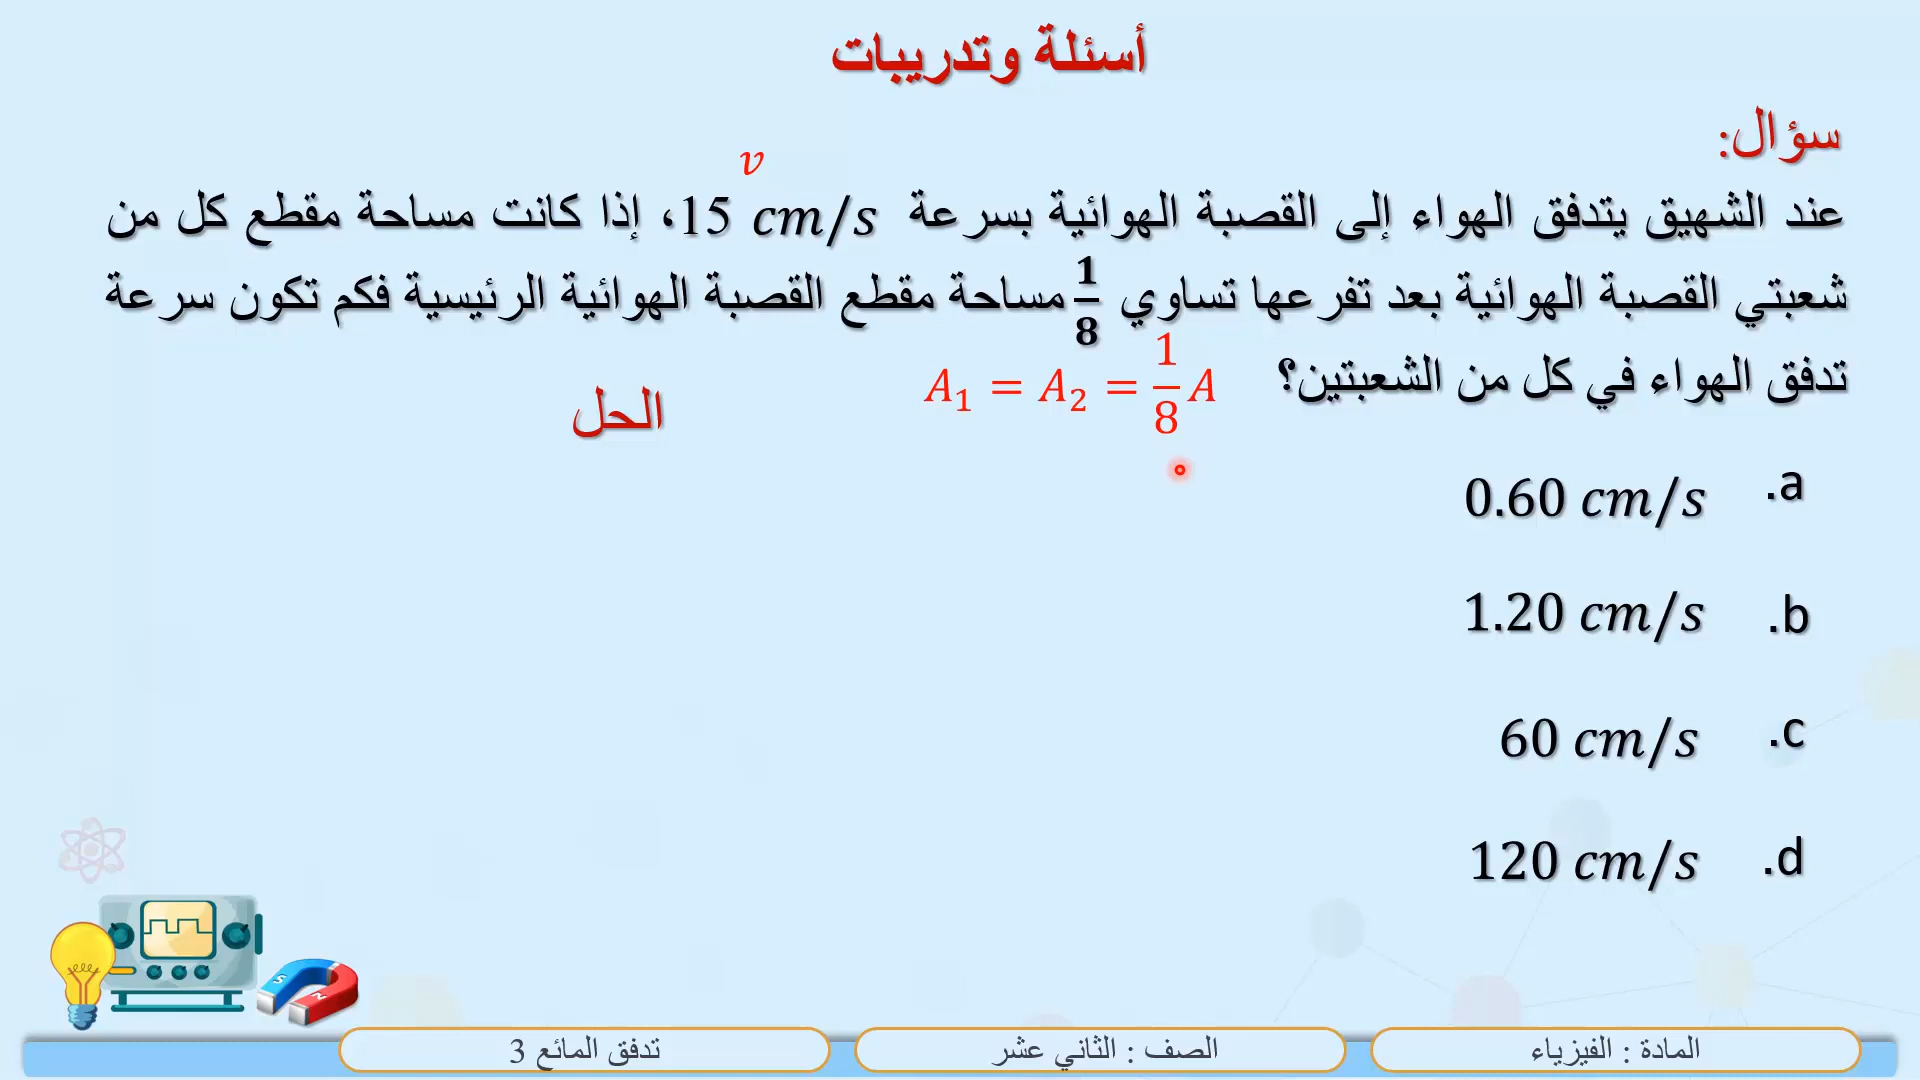 أسئلة وتدريبات
سؤال:
v
عند الشهيق يتدفق الهواء إلى القصبة الهوائية بسرعة 15 cm/s، إذا كانت مساحة مقطع كل من
شعبتي القصبة الهوائية بعد تفرعها تساوي 1/8 مساحة مقطع القصبة الهوائية الرئيسية فكم تكون سرعة
تدفق الهواء في كل من الشعبتين؟ A₁ = A₂ = 1/8 A
الحل
.a 0.60 cm/s
.b 1.20 cm/s
.c 60 cm/s
.d 120 cm/s
S N
المادة : الفيزياء
الصف : الثاني عشر
تدفق المائع 3